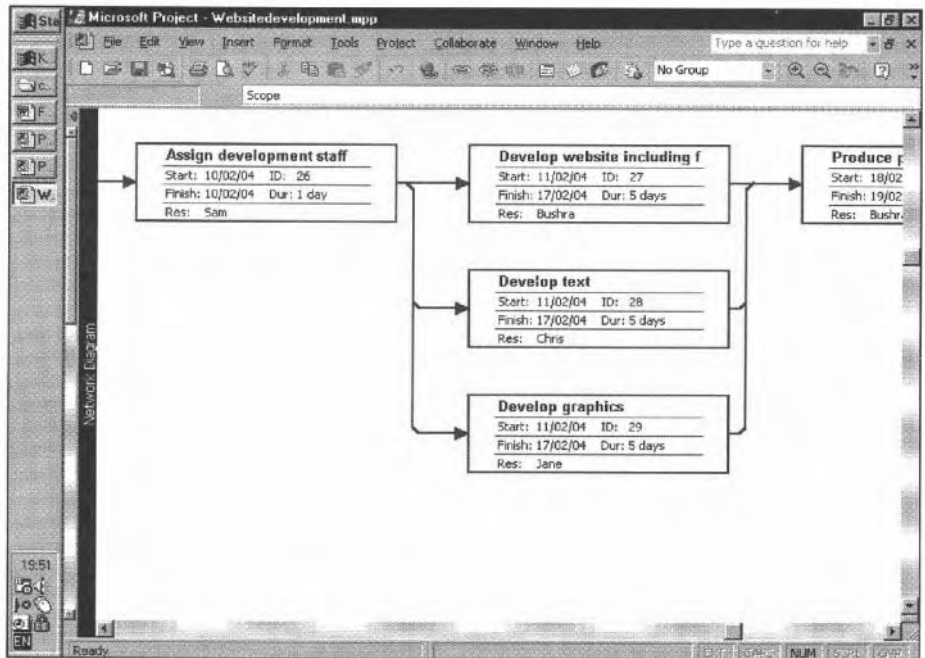 Sta
Microsoft Project - Websitedevelopment.mpp
File Edit View Insert Format Tools Project Collaborate Window Help
Type a question for help
No Group
Scope
K
c..
F
P
P
W.
Network Diagram
Assign development staff
Start: 10/02/04 ID: 26
Finish: 10/02/04 Dur: 1 day
Res: Sam
Develop website including f
Start: 11/02/04 ID: 27
Finish: 17/02/04 Dur: 5 days
Res: Bushra
Produce p
Start: 18/02
Finish: 19/02
Res: Bushr
Develop text
Start: 11/02/04 ID: 28
Finish: 17/02/04 Dur: 5 days
Res: Chris
Develop graphics
Start: 11/02/04 ID: 29
Finish: 17/02/04 Dur: 5 days
Res: Jane
19:51
EN
Ready
EXT CAPS NUM SCRL OVR